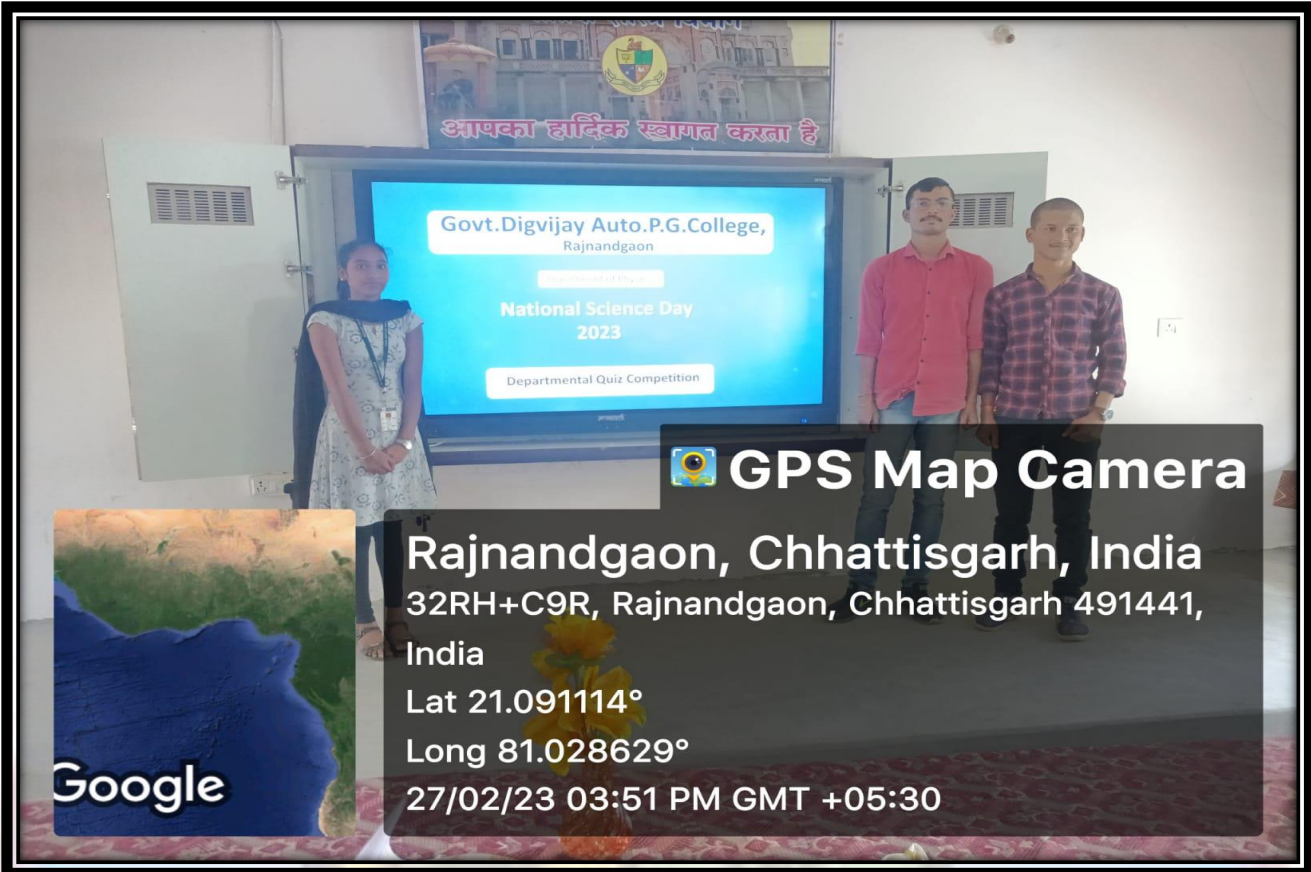 आपका हार्दिक स्वागत करता है
Govt.Digvijay Auto.P.G.College,
Rajnandgaon
National Science Day
2023
Departmental Quiz Competition
GPS Map Camera
Rajnandgaon, Chhattisgarh, India
32RH+C9R, Rajnandgaon, Chhattisgarh 491441,
India
Lat 21.091114°
Long 81.028629°
27/02/23 03:51 PM GMT +05:30
Google